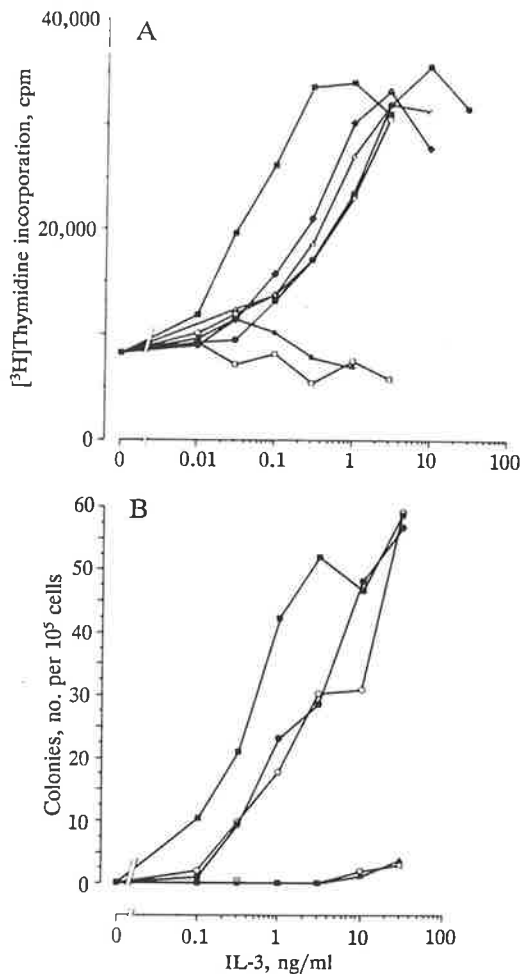 A
40,000
20,000
0
[³H]Thymidine incorporation, cpm
0 0.01 0.1 1 10 100
B
60
50
40
30
20
10
0
Colonies, no. per 10⁵ cells
0 0.1 1 10 100
IL-3, ng/ml